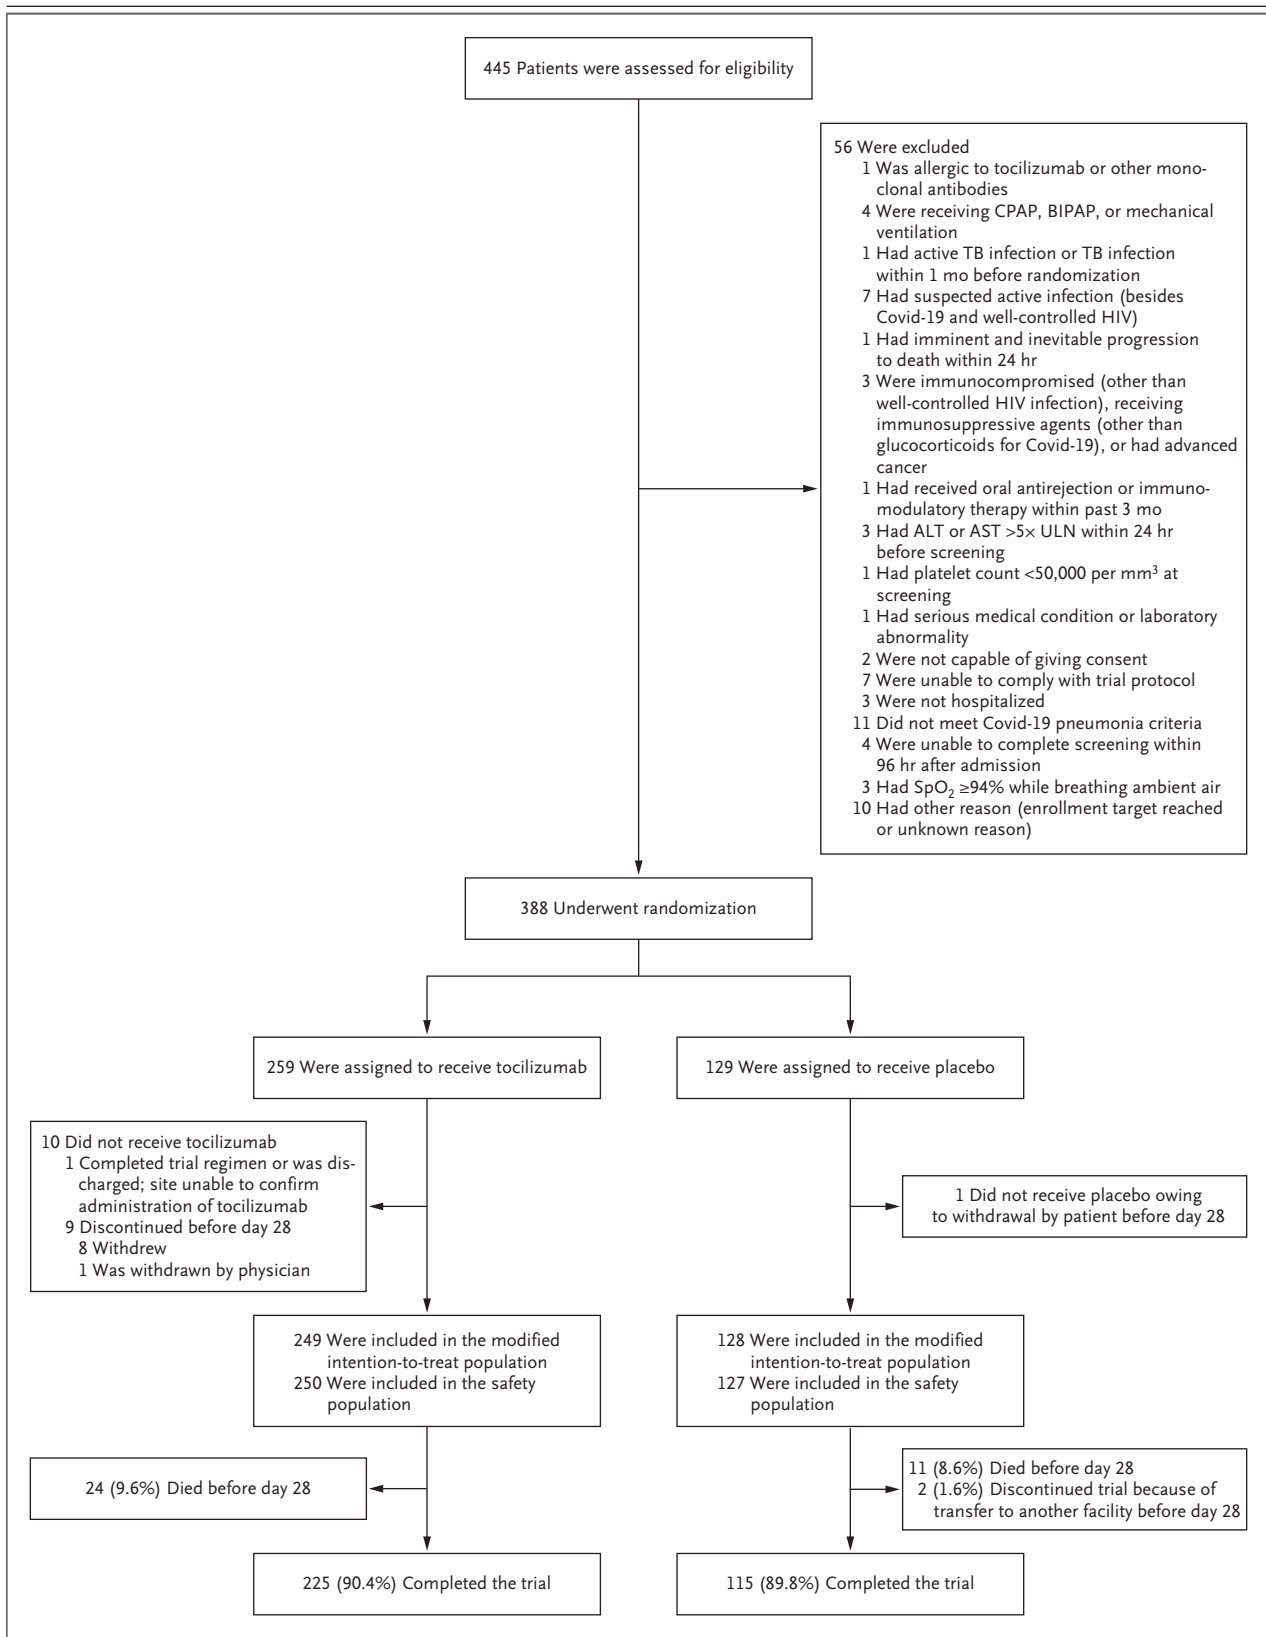 445 Patients were assessed for eligibility
56 Were excluded
1 Was allergic to tocilizumab or other mono-
clonal antibodies
4 Were receiving CPAP, BIPAP, or mechanical
ventilation
1 Had active TB infection or TB infection
within 1 mo before randomization
7 Had suspected active infection (besides
Covid-19 and well-controlled HIV)
1 Had imminent and inevitable progression
to death within 24 hr
3 Were immunocompromised (other than
well-controlled HIV infection), receiving
immunosuppressive agents (other than
glucocorticoids for Covid-19), or had advanced
cancer
1 Had received oral antirejection or immuno-
modulatory therapy within past 3 mo
3 Had ALT or AST >5× ULN within 24 hr
before screening
1 Had platelet count <50,000 per mm³ at
screening
1 Had serious medical condition or laboratory
abnormality
2 Were not capable of giving consent
7 Were unable to comply with trial protocol
3 Were not hospitalized
11 Did not meet Covid-19 pneumonia criteria
4 Were unable to complete screening within
96 hr after admission
3 Had SpO₂ ≥94% while breathing ambient air
10 Had other reason (enrollment target reached
or unknown reason)
388 Underwent randomization
259 Were assigned to receive tocilizumab
129 Were assigned to receive placebo
10 Did not receive tocilizumab
1 Completed trial regimen or was dis-
charged; site unable to confirm
administration of tocilizumab
9 Discontinued before day 28
8 Withdrew
1 Was withdrawn by physician
1 Did not receive placebo owing
to withdrawal by patient before day 28
249 Were included in the modified
intention-to-treat population
250 Were included in the safety
population
128 Were included in the modified
intention-to-treat population
127 Were included in the safety
population
24 (9.6%) Died before day 28
11 (8.6%) Died before day 28
2 (1.6%) Discontinued trial because of
transfer to another facility before day 28
225 (90.4%) Completed the trial
115 (89.8%) Completed the trial